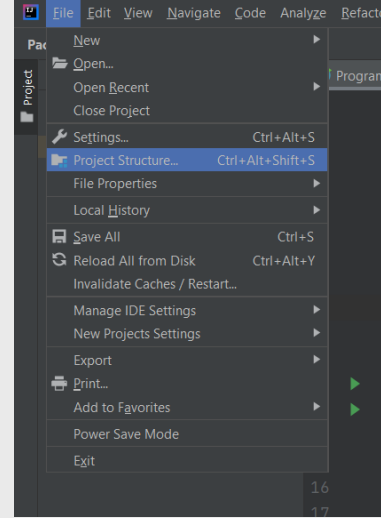 File Edit View Navigate Code Analyze Refacto
Pac
Project
Program
New
Open...
Open Recent
Close Project
Settings... Ctrl+Alt+S
Project Structure... Ctrl+Alt+Shift+S
File Properties
Local History
Save All Ctrl+S
Reload All from Disk Ctrl+Alt+Y
Invalidate Caches / Restart...
Manage IDE Settings
New Projects Settings
Export
Print...
Add to Favorites
Power Save Mode
Exit
16
17